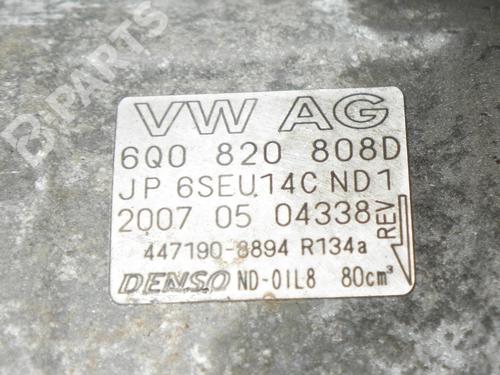 B-PARTS
VW AG
6Q0 820 808D
JP 6SEU14C ND1
2007 05 04338
REV
447190-8894 R134a
DENSO ND-OIL8 80cm³